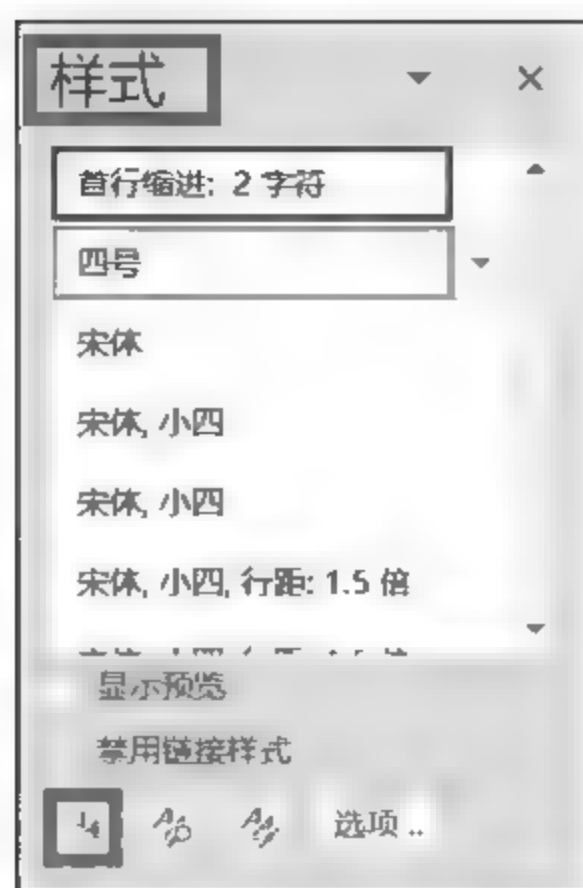 样式
首行缩进: 2 字符
四号
宋体
宋体, 小四
宋体, 小四
宋体, 小四, 行距: 1.5 倍
显示预览
禁用链接样式
选项..